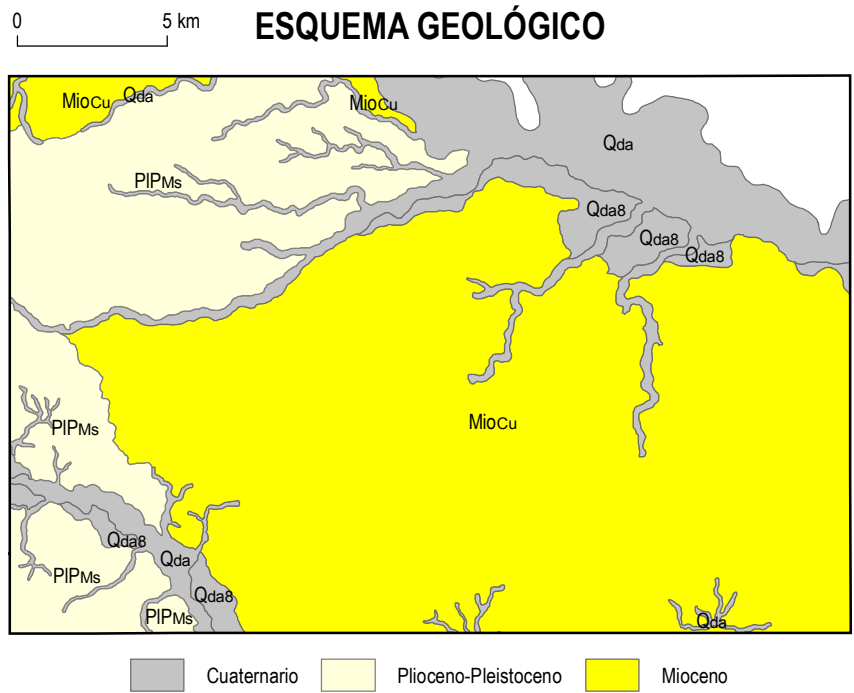 0 5 km
ESQUEMA GEOLÓGICO
MioCu
Qda
MioCu
Qda
PlPMs
Qda8
Qda8
Qda8
MioCu
PlPMs
Qda8
Qda
PlPMs
Qda8
PlPMs
Qda
Cuaternario Plioceno-Pleistoceno Mioceno